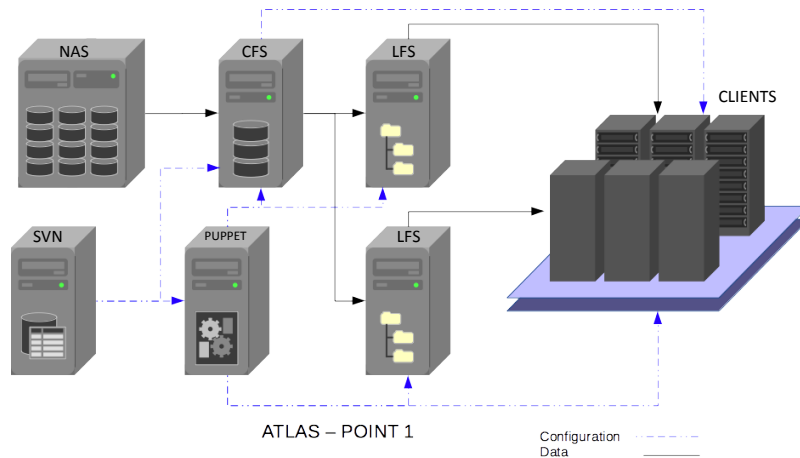 NAS
CFS
LFS
CLIENTS
SVN
PUPPET
LFS
ATLAS – POINT 1
Configuration
Data